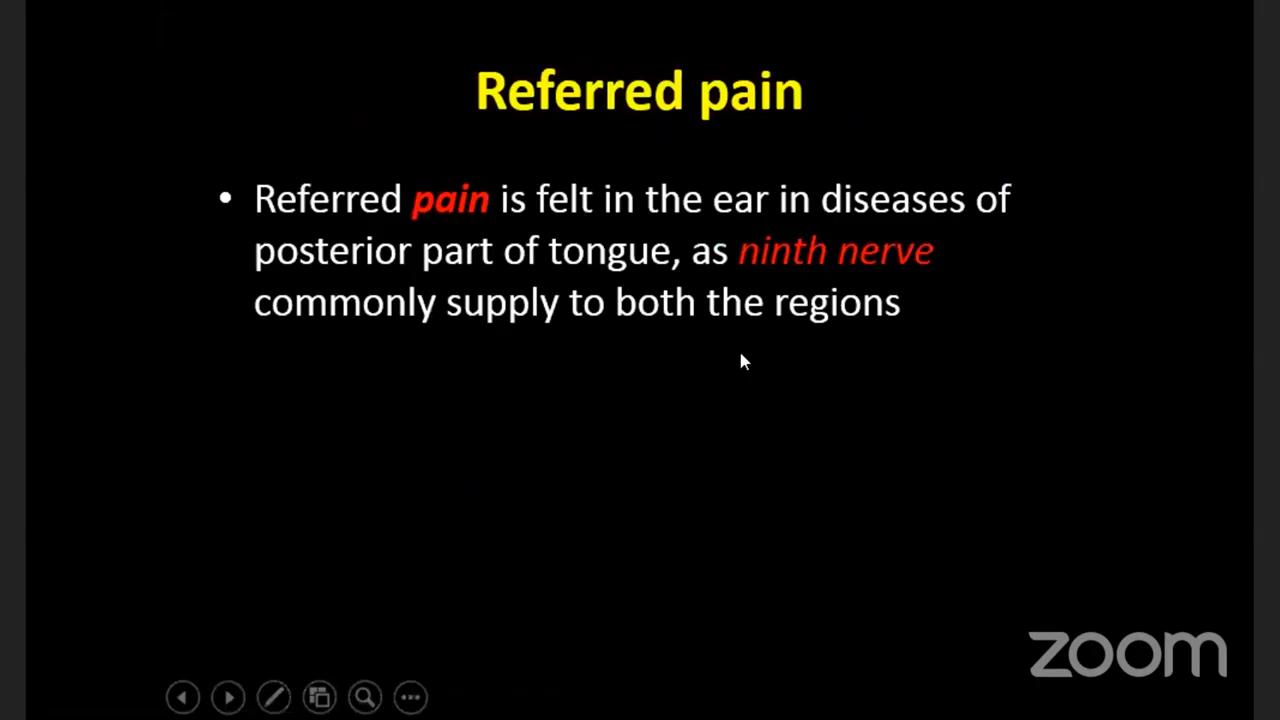 Referred pain
• Referred pain is felt in the ear in diseases of
posterior part of tongue, as ninth nerve
commonly supply to both the regions
zoom